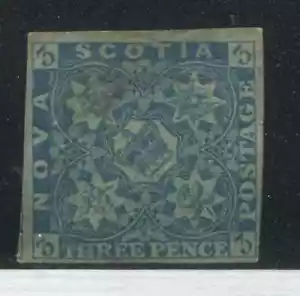 SCOTIA
NOVA
POSTAGE
THREE PENCE